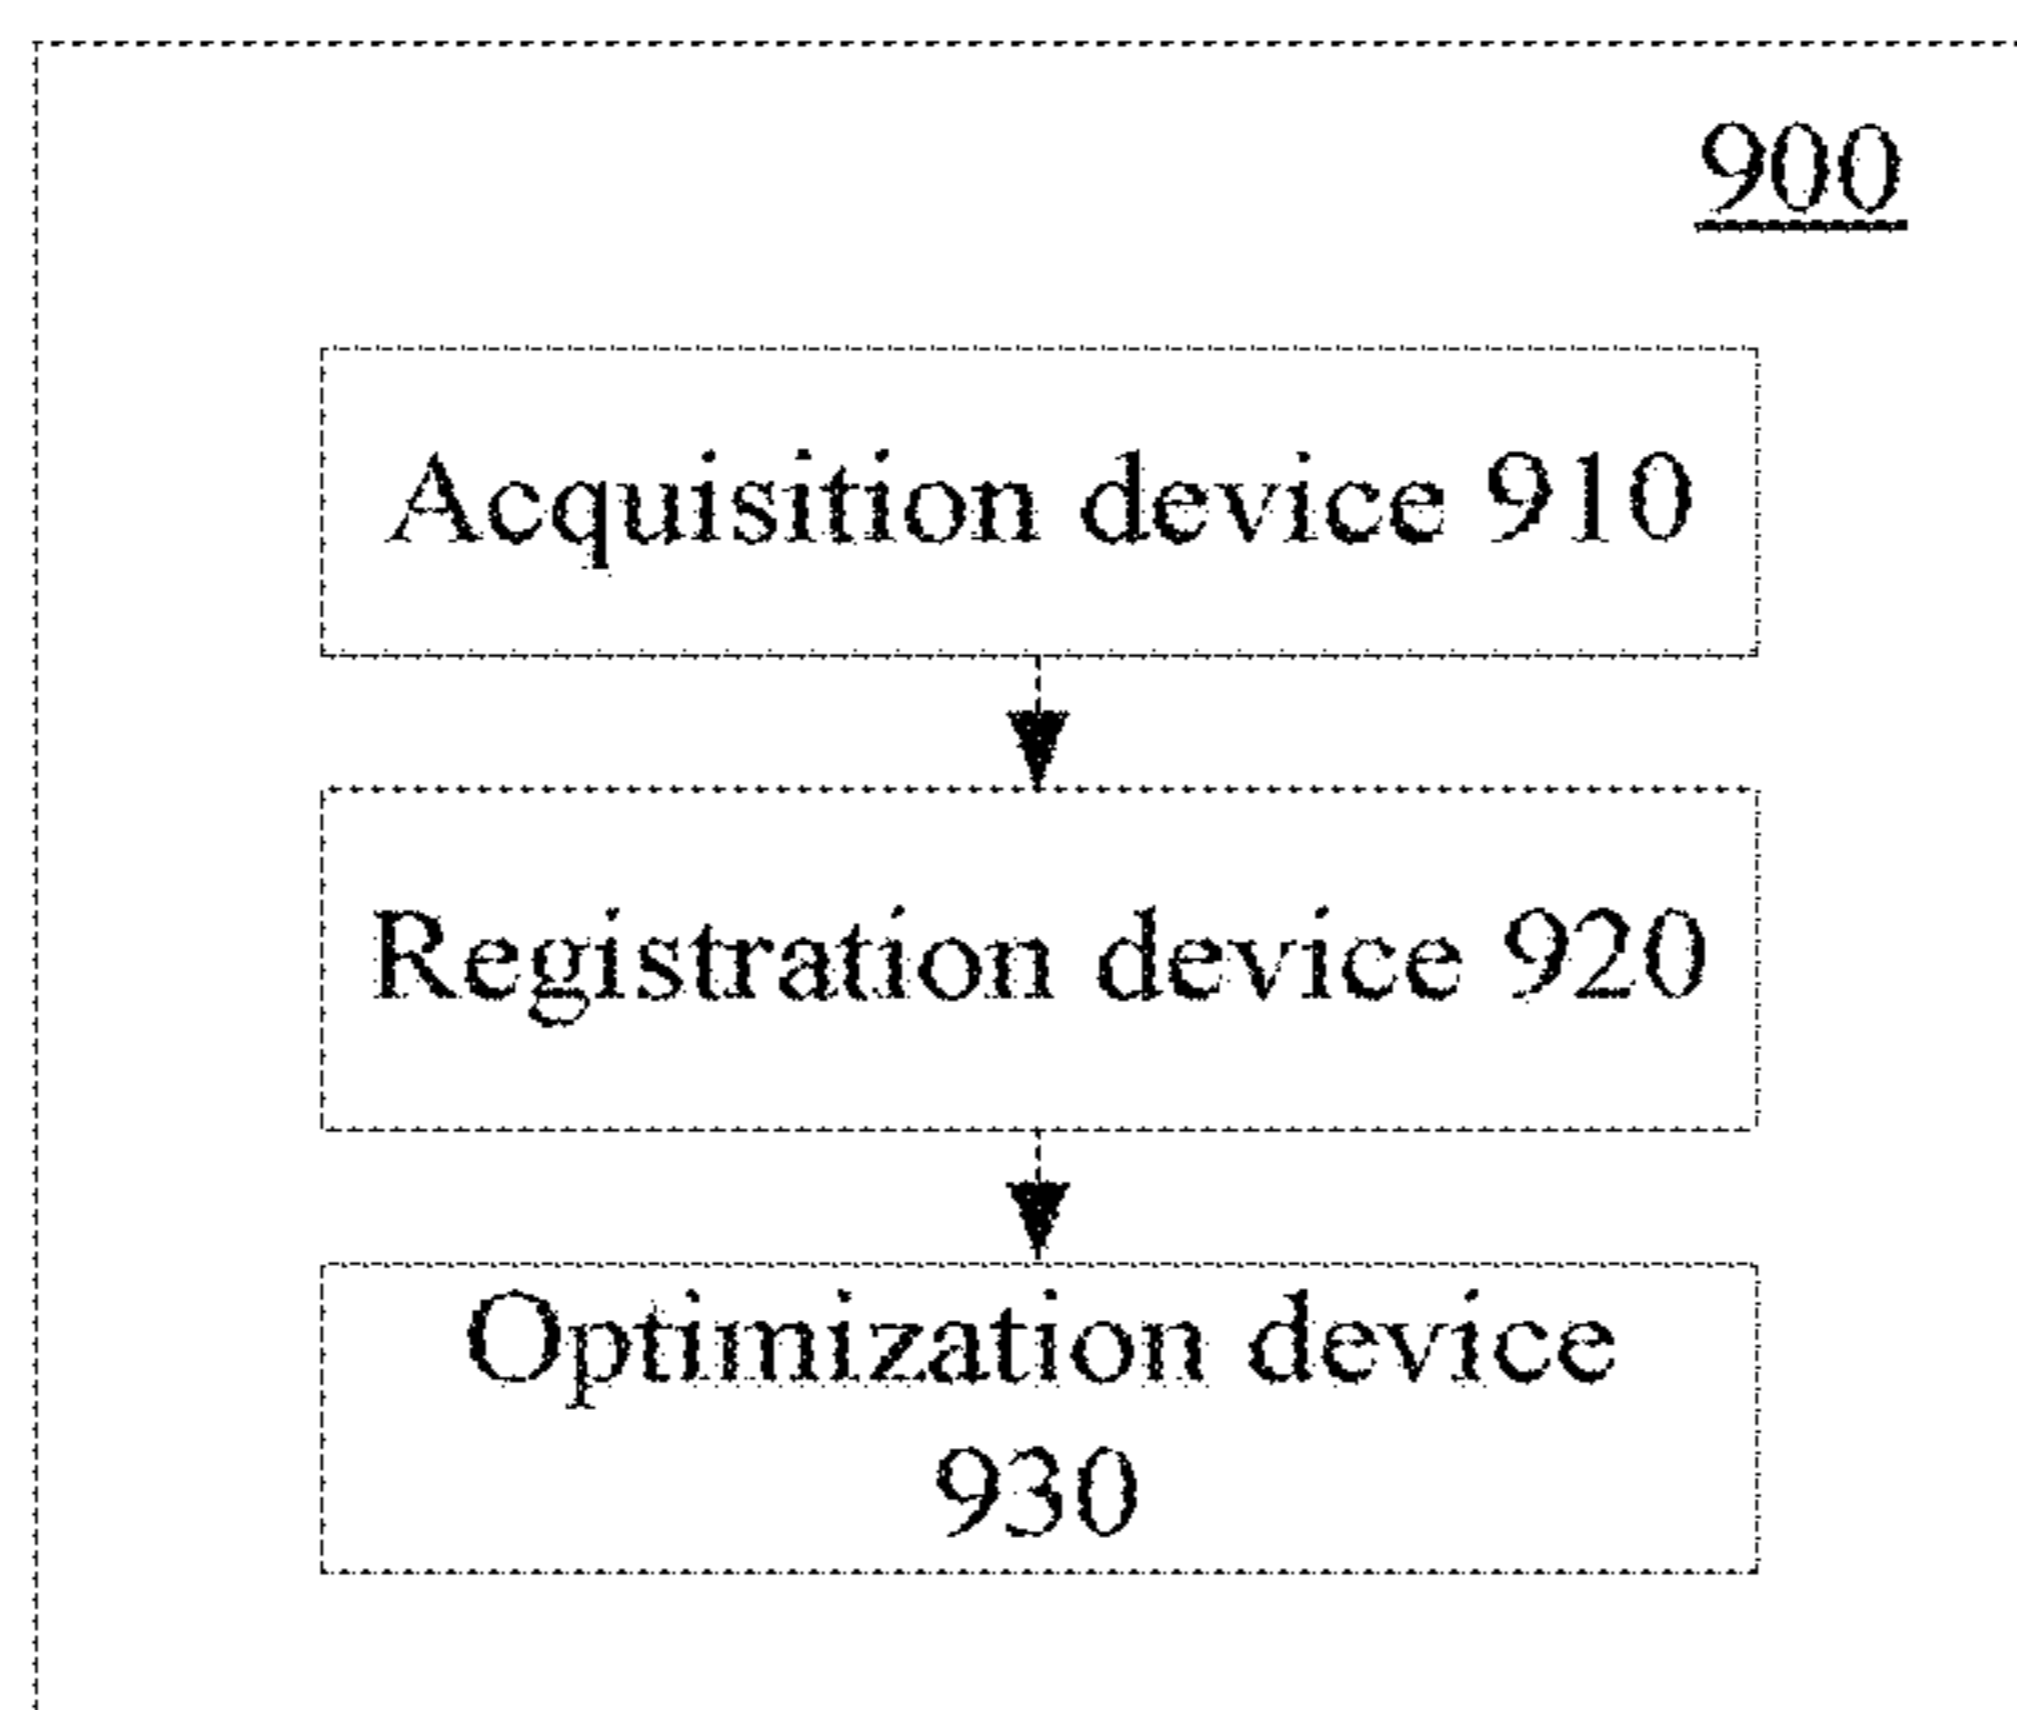 900
Acquisition device 910
Registration device 920
Optimization device
930